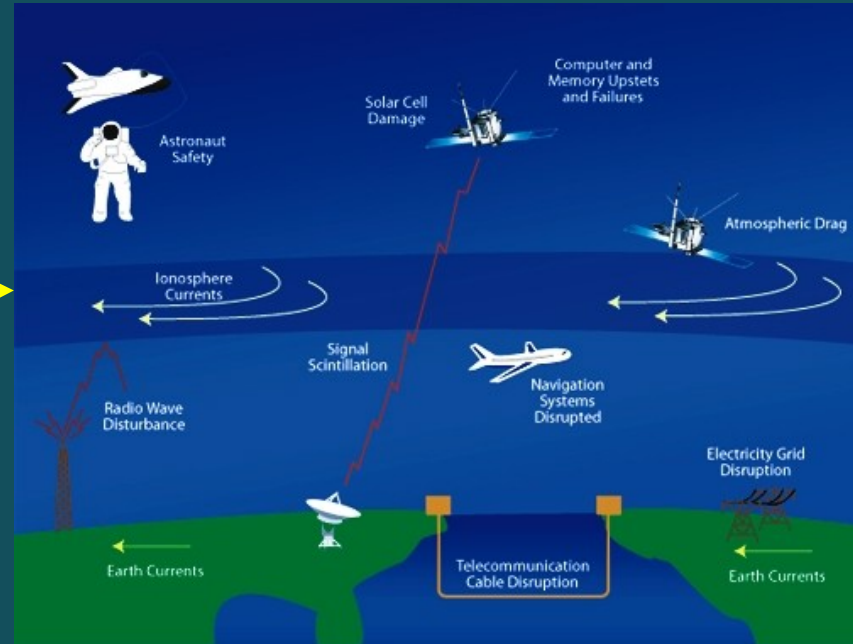 Astronaut
Safety
Solar Cell
Damage
Computer and
Memory Upstets
and Failures
Atmospheric Drag
Ionosphere
Currents
Signal
Scintillation
Navigation
Systems
Disrupted
Radio Wave
Disturbance
Electricity Grid
Disruption
Earth Currents
Telecommunication
Cable Disruption
Earth Currents